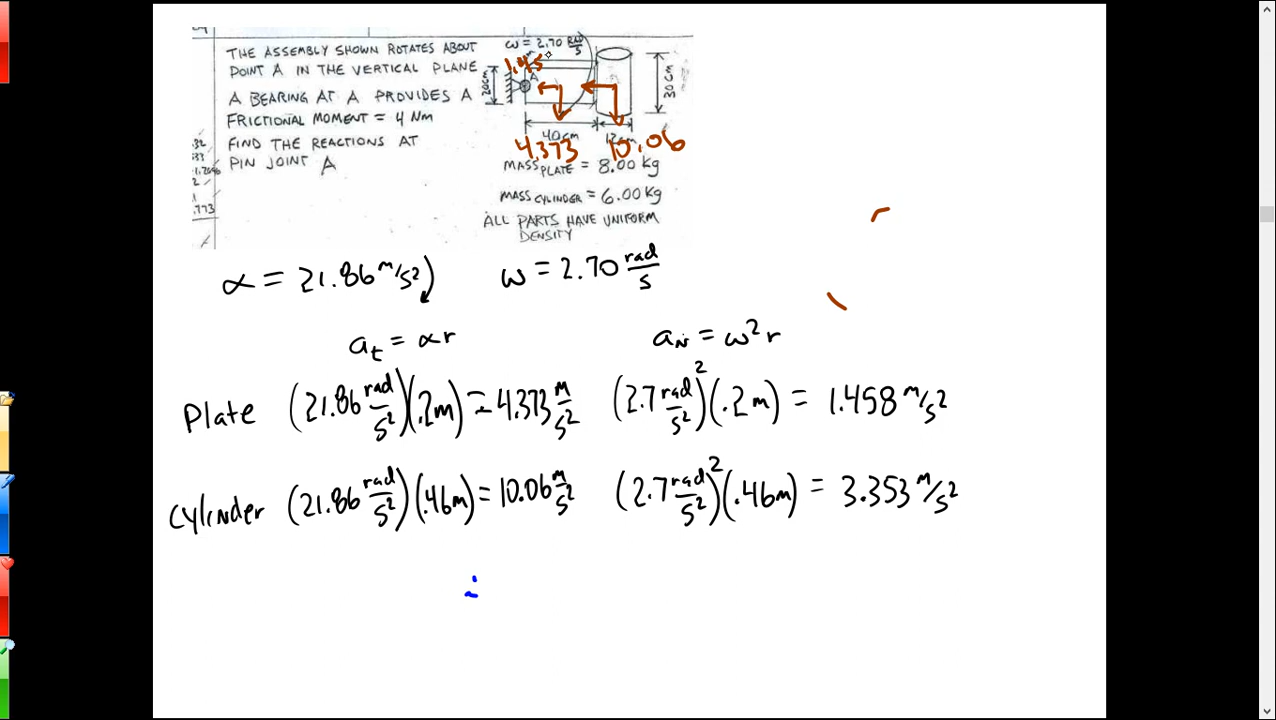 THE ASSEMBLY SHOWN ROTATES ABOUT
POINT A IN THE VERTICAL PLANE
A BEARING AT A PROVIDES A
FRICTIONAL MOMENT = 4 NM
FIND THE REACTIONS AT
PIN JOINT A
ω = 2.70 RAD/S
1.45
A
20cm
30 cm
40cm
4.373
10.06
MASS PLATE = 8.00 kg
MASS CYLINDER = 6.00 KG
ALL PARTS HAVE UNIFORM
DENSITY
.773
α = 21.86 m/s² ω = 2.70 rad/s
a_t = αr a_N = ω²r
Plate (21.86 rad/s²)(.2m) = 4.373 m/s² (2.7 rad/s²)²(.2m) = 1.458 m/s²
Cylinder (21.86 rad/s²)(.46m) = 10.06 m/s² (2.7 rad/s²)²(.46m) = 3.353 m/s²